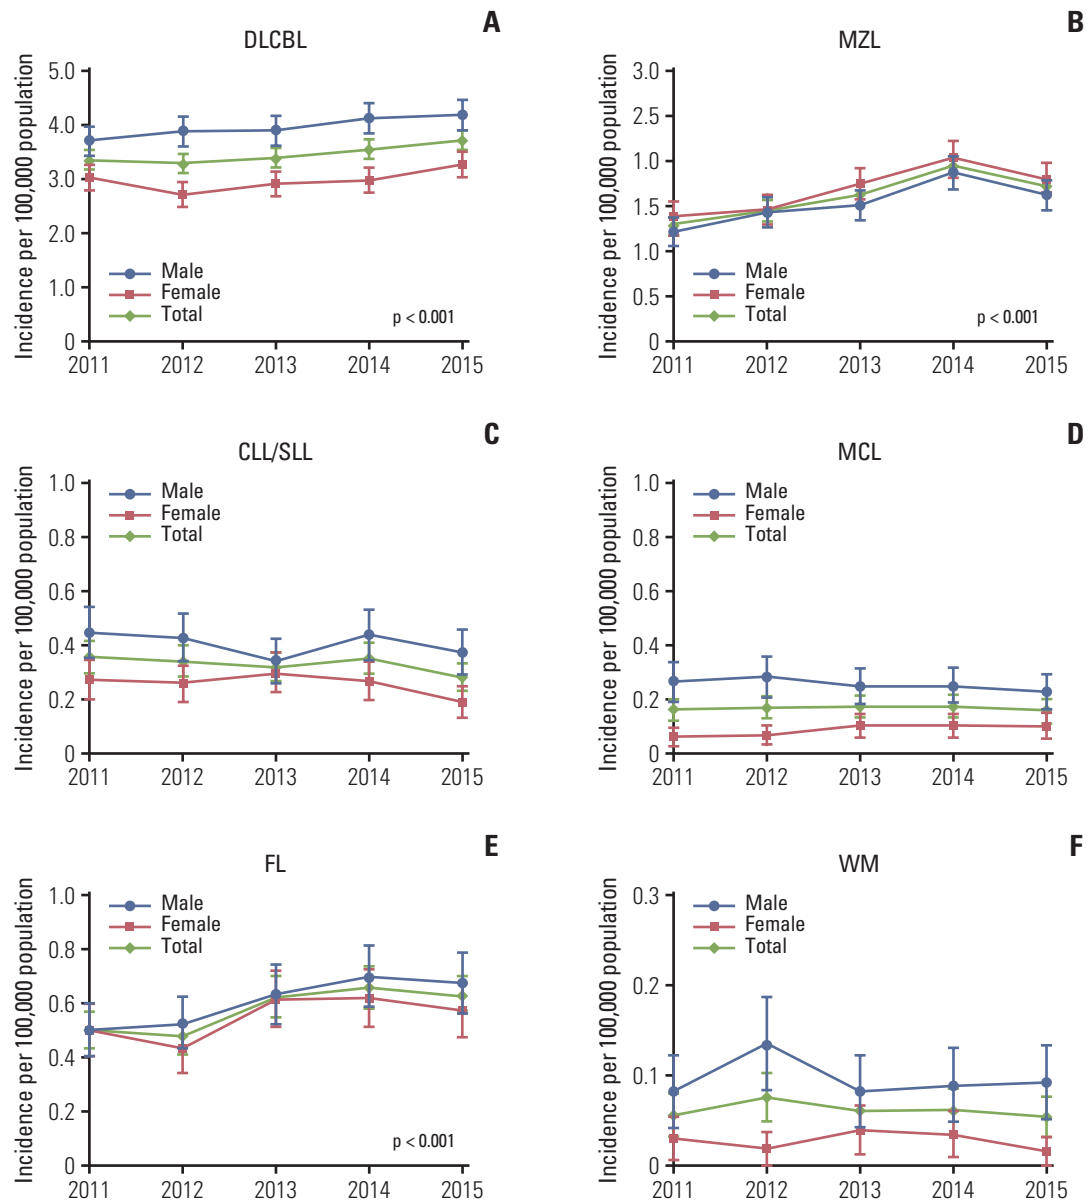 A
DLCBL
Incidence per 100,000 population
5.0
4.0
3.0
2.0
1.0
0
Male
Female
Total
p < 0.001
2011 2012 2013 2014 2015
B
MZL
Incidence per 100,000 population
3.0
2.5
1.0
1.5
1.0
0.5
0
Male
Female
Total
p < 0.001
2011 2012 2013 2014 2015
C
CLL/SLL
Incidence per 100,000 population
1.0
0.8
0.6
0.4
0.2
0
Male
Female
Total
2011 2012 2013 2014 2015
D
MCL
Incidence per 100,000 population
1.0
0.8
0.6
0.4
0.2
0
Male
Female
Total
2011 2012 2013 2014 2015
E
FL
Incidence per 100,000 population
1.0
0.8
0.6
0.4
0.2
0
Male
Female
Total
p < 0.001
2011 2012 2013 2014 2015
F
WM
Incidence per 100,000 population
0.3
0.2
0.1
0
Male
Female
Total
2011 2012 2013 2014 2015